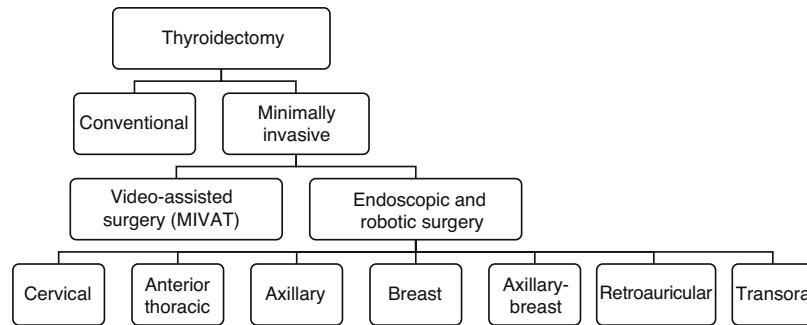 Thyroidectomy
Conventional
Minimally
invasive
Video-assisted
surgery (MIVAT)
Endoscopic and
robotic surgery
Cervical
Anterior
thoracic
Axillary
Breast
Axillary-
breast
Retroauricular
Transora